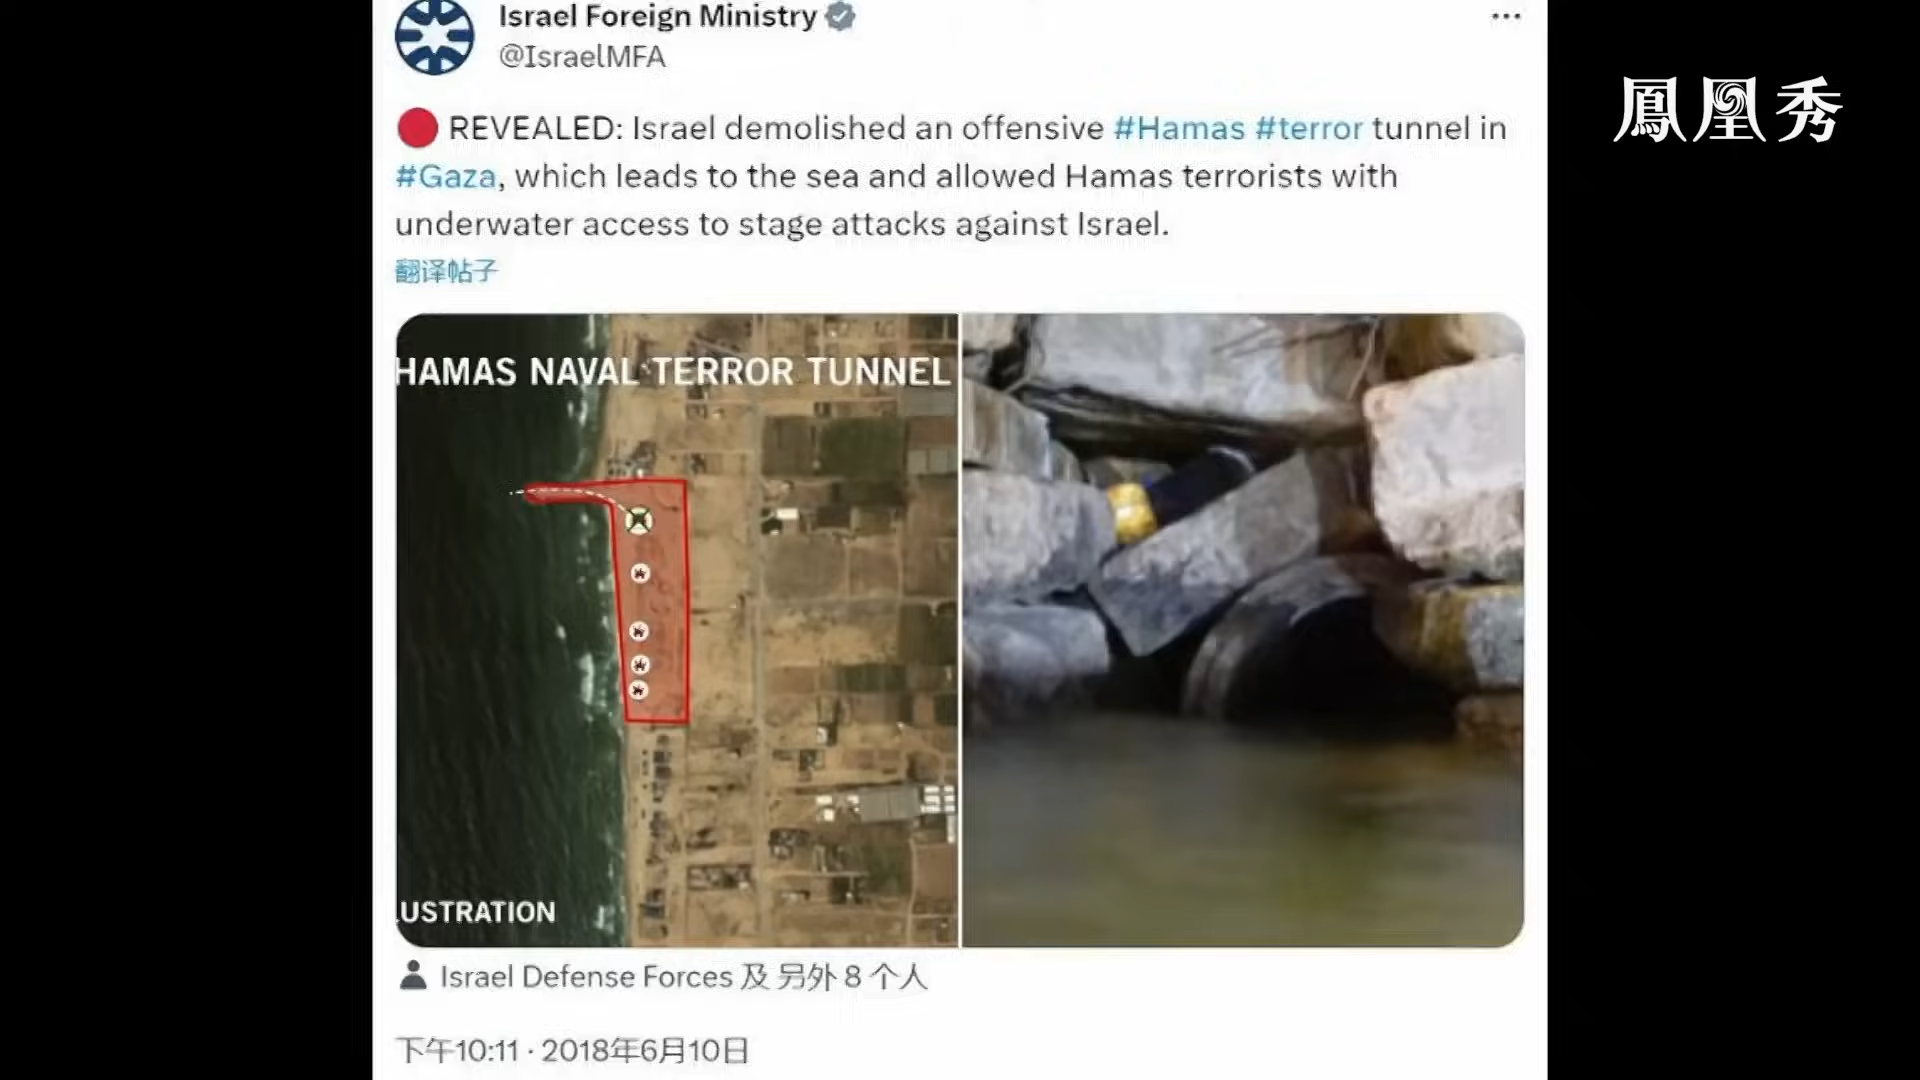 Israel Foreign Ministry
@IsraelMFA
鳳凰秀
REVEALED: Israel demolished an offensive #Hamas #terror tunnel in
#Gaza, which leads to the sea and allowed Hamas terrorists with
underwater access to stage attacks against Israel.
翻译帖子
HAMAS NAVAL TERROR TUNNEL
LUSTRATION
Israel Defense Forces 及 另外 8 个人
下午10:11 · 2018年6月10日